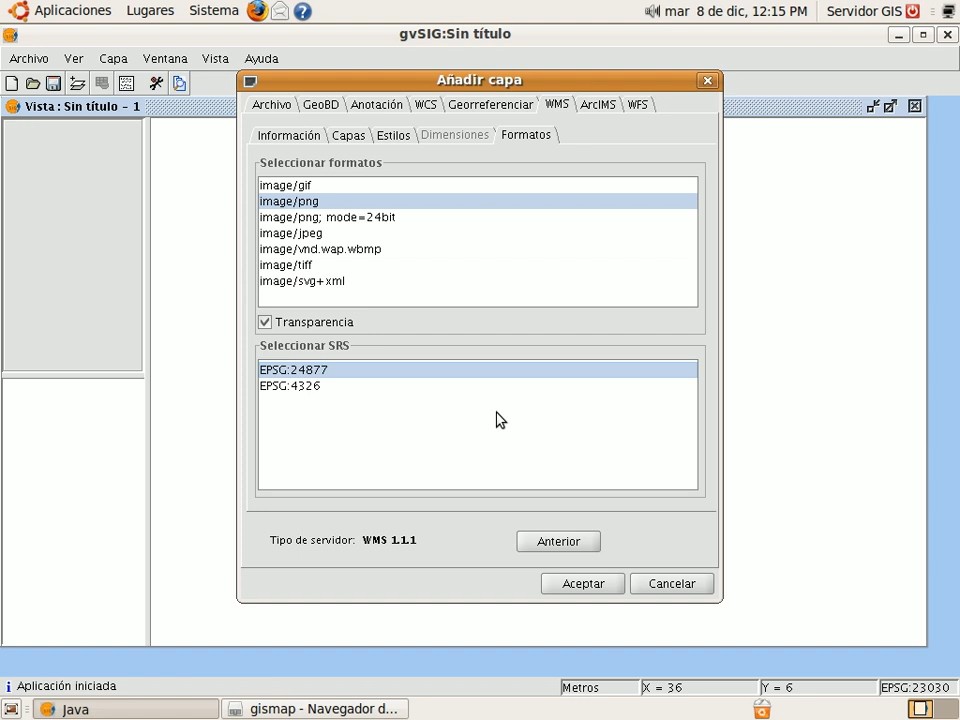 Aplicaciones Lugares Sistema mar 8 de dic, 12:15 PM Servidor GIS
gvSIG:Sin título
Archivo Ver Capa Ventana Vista Ayuda
Añadir capa
Vista : Sin título - 1
Archivo GeoBD Anotación WCS Georreferenciar WMS ArcIMS WFS
Información Capas Estilos Dimensiones Formatos
Seleccionar formatos
image/gif
image/png
image/png; mode=24bit
image/jpeg
image/vnd.wap.wbmp
image/tiff
image/svg+xml
Transparencia
Seleccionar SRS
EPSG:24877
EPSG:4326
Tipo de servidor: WMS 1.1.1
Anterior
Aceptar Cancelar
Aplicación iniciada Metros X = 36 Y = 6 EPSG:23030
Java gismap - Navegador d...